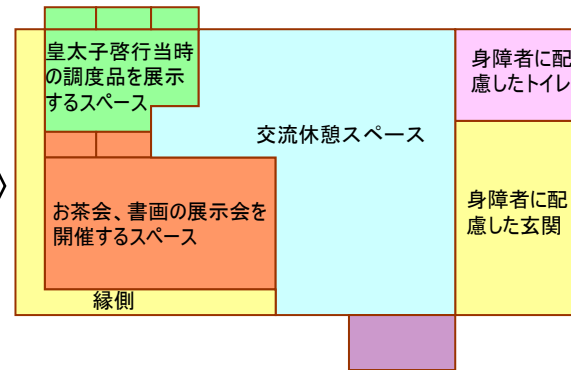 皇太子啓行当時
の調度品を展示
するスペース
身障者に配
慮したトイレ
交流休憩スペース
お茶会、書画の展示会を
開催するスペース
身障者に配
慮した玄関
縁側